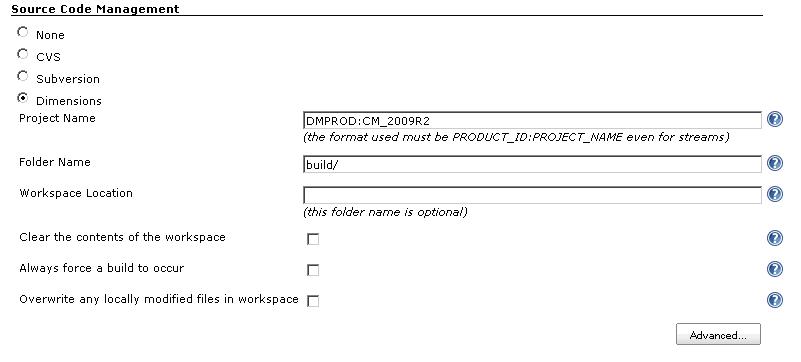 Source Code Management
None
CVS
Subversion
Dimensions
Project Name
DMPROD:CM_2009R2
(the format used must be PRODUCT_ID:PROJECT_NAME even for streams)
Folder Name
build/
Workspace Location
(this folder name is optional)
Clear the contents of the workspace
Always force a build to occur
Overwrite any locally modified files in workspace
Advanced...